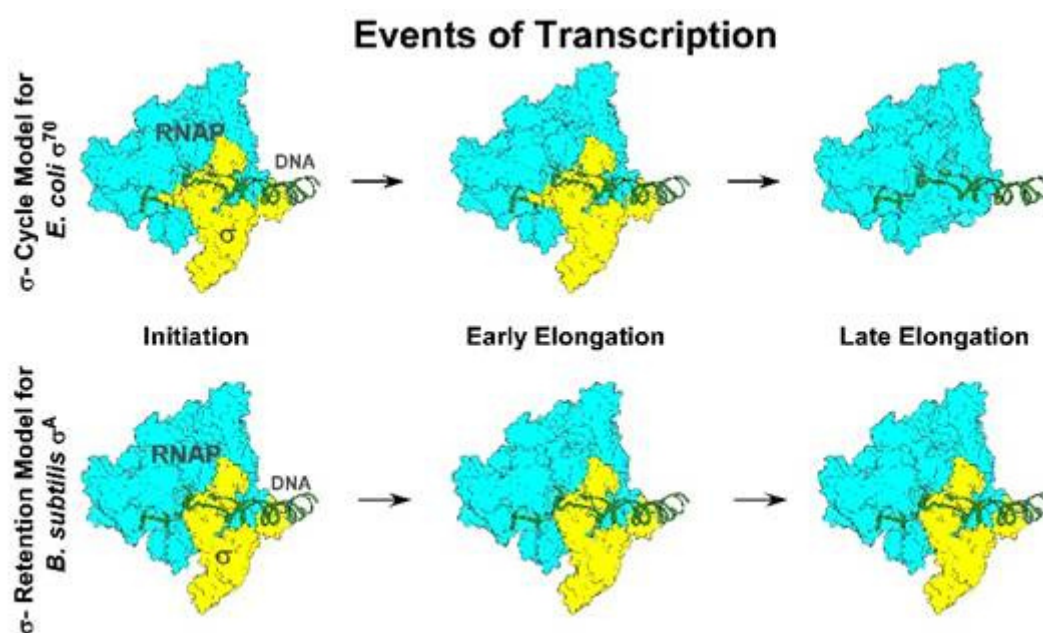 Events of Transcription
σ- Cycle Model for
E. coli σ⁷⁰
RNAP
DNA
σ
Initiation
Early Elongation
Late Elongation
σ- Retention Model for
B. subtilis σᴬ
RNAP
DNA
σ